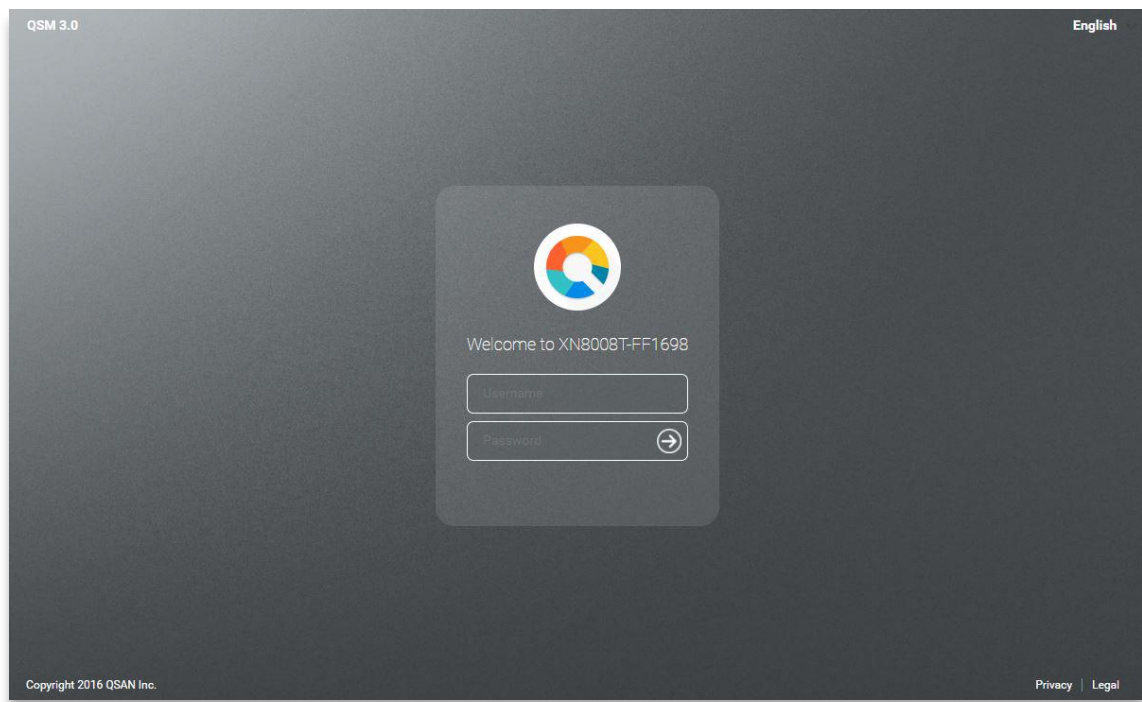 QSM 3.0
English
Welcome to XN8008T-FF1698
Username
Password
Copyright 2016 QSAN Inc.
Privacy | Legal